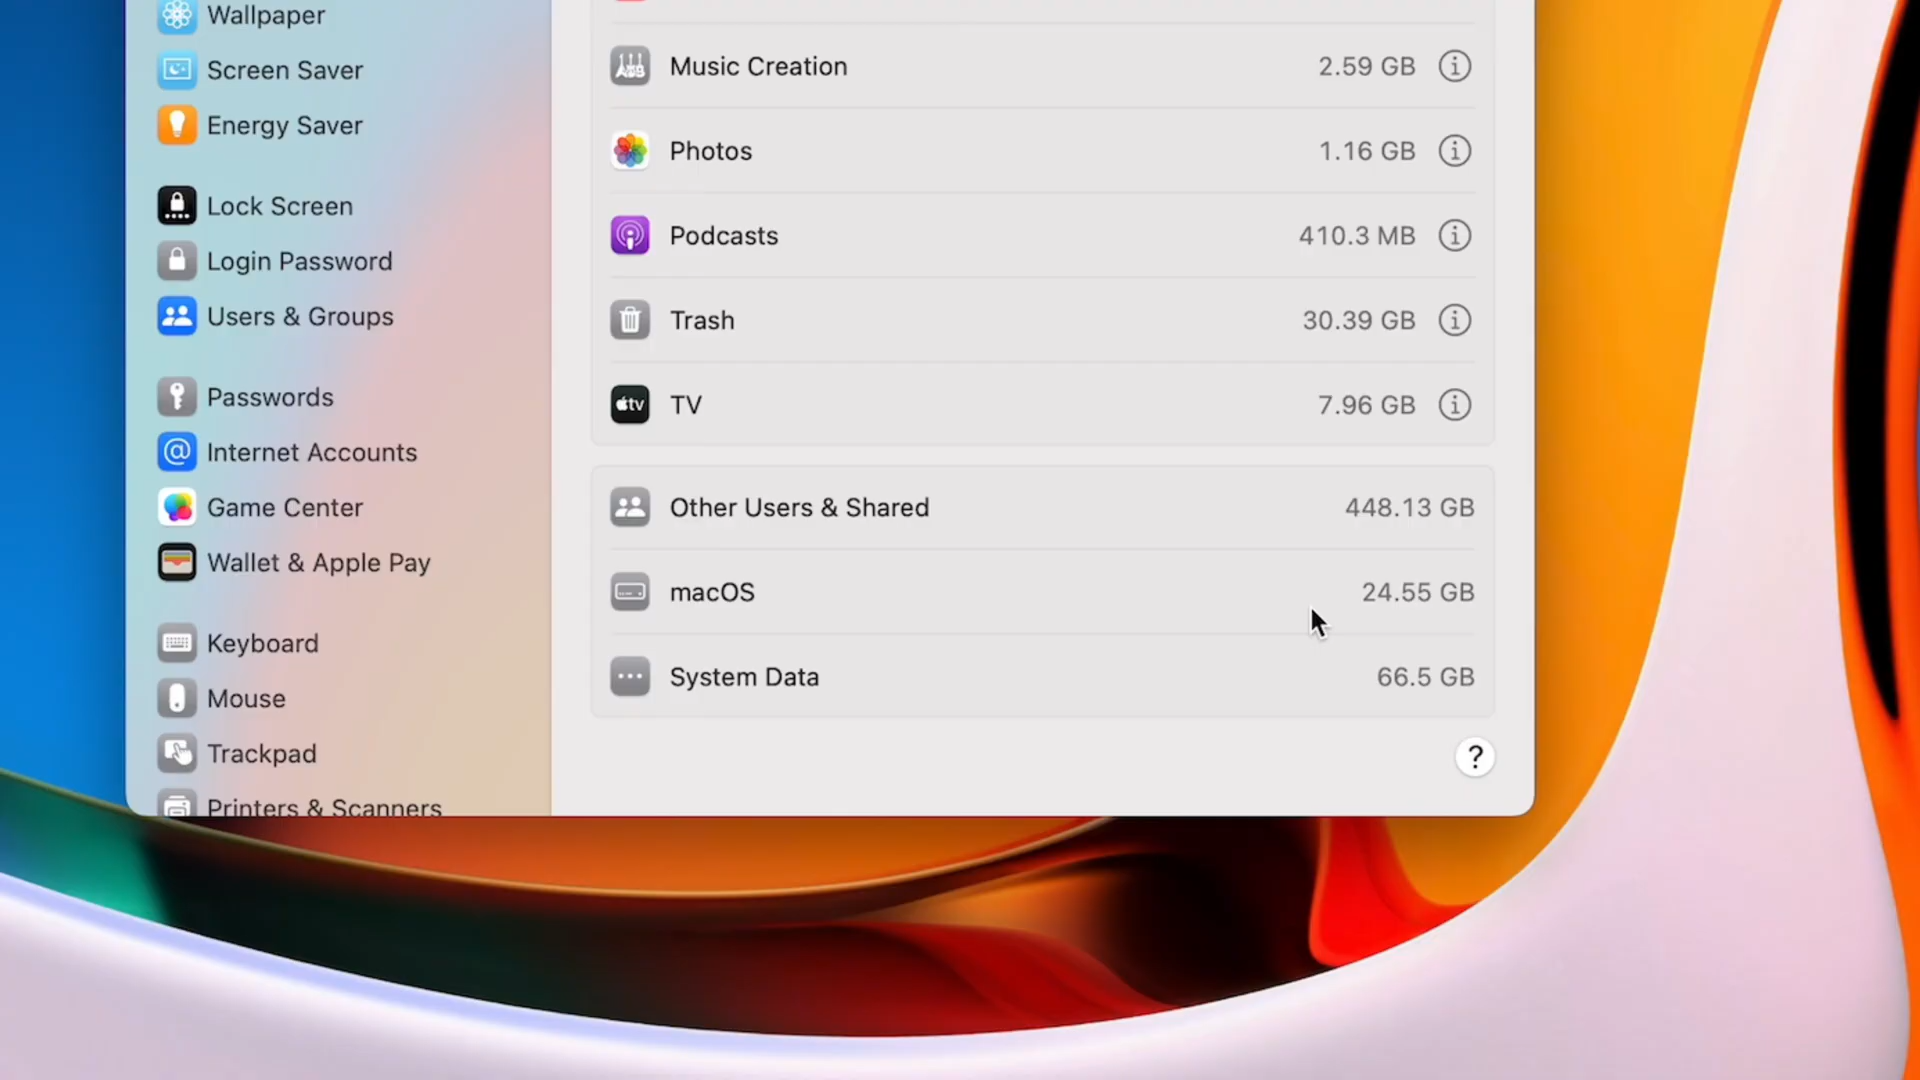 Wallpaper
Screen Saver
Energy Saver
Lock Screen
Login Password
Users & Groups
Passwords
Internet Accounts
Game Center
Wallet & Apple Pay
Keyboard
Mouse
Trackpad
Printers & Scanners
Music Creation 2.59 GB
Photos 1.16 GB
Podcasts 410.3 MB
Trash 30.39 GB
tv TV 7.96 GB
Other Users & Shared 448.13 GB
macOS 24.55 GB
System Data 66.5 GB
?